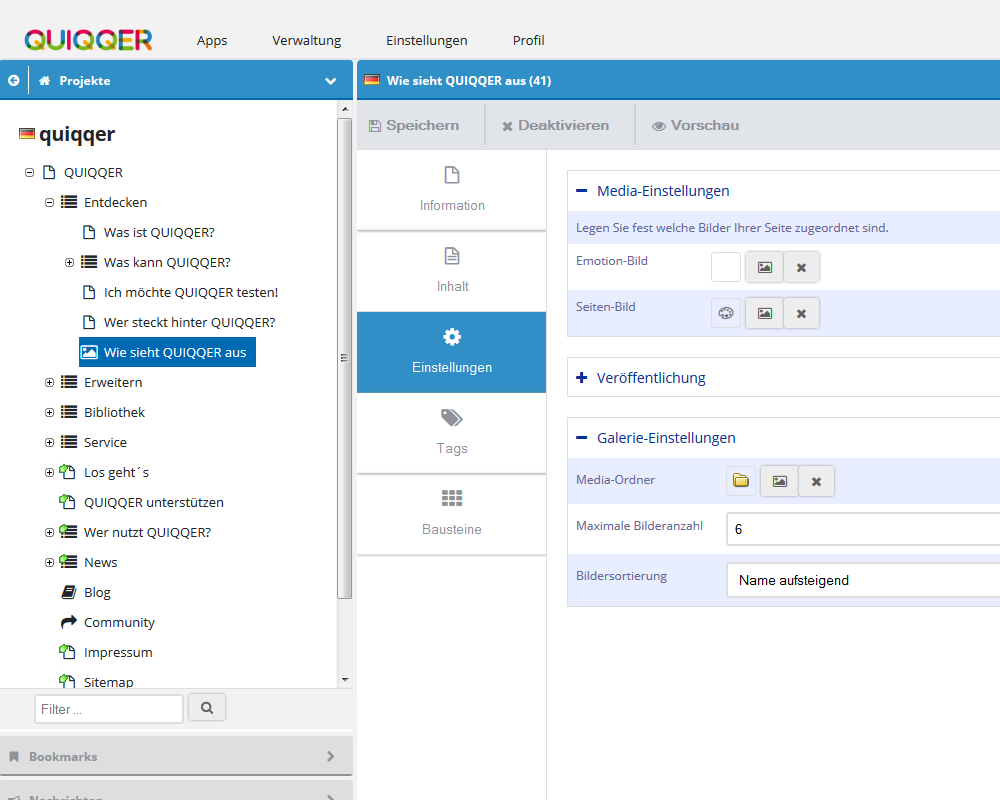 QUIQQER
Apps
Verwaltung
Einstellungen
Profil
Projekte
quiqqer
QUIQQER
Entdecken
Was ist QUIQQER?
Was kann QUIQQER?
Ich möchte QUIQQER testen!
Wer steckt hinter QUIQQER?
Wie sieht QUIQQER aus
Erweitern
Bibliothek
Service
Los geht´s
QUIQQER unterstützen
Wer nutzt QUIQQER?
News
Blog
Community
Impressum
Sitemap
Filter ...
Bookmarks
Nachrichten
Wie sieht QUIQQER aus (41)
Speichern
Deaktivieren
Vorschau
Information
Inhalt
Einstellungen
Tags
Bausteine
Media-Einstellungen
Legen Sie fest welche Bilder Ihrer Seite zugeordnet sind.
Emotion-Bild
Seiten-Bild
Veröffentlichung
Galerie-Einstellungen
Media-Ordner
Maximale Bilderanzahl
6
Bildersortierung
Name aufsteigend